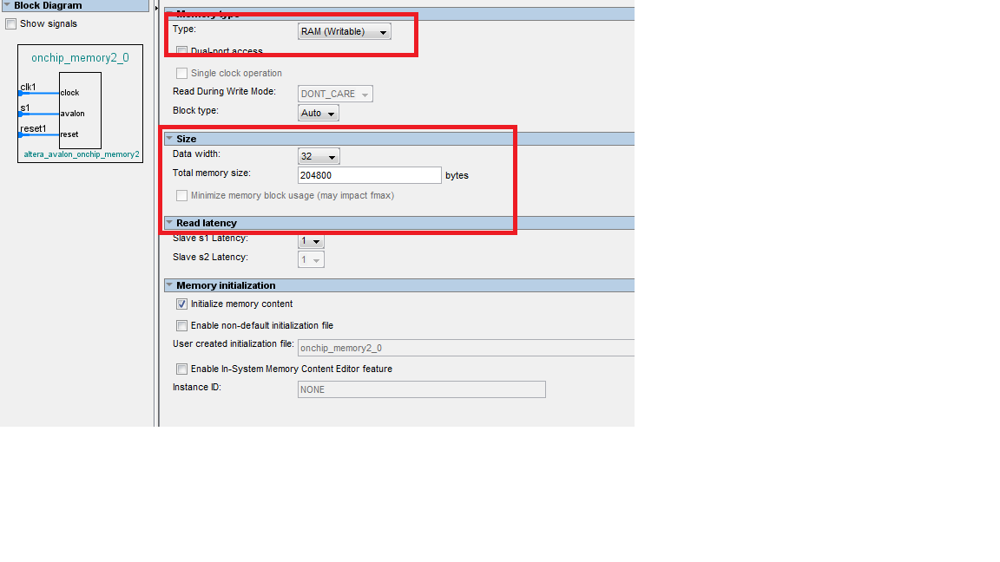 Block Diagram
Show signals
onchip_memory2_0
clk1
clock
s1
avalon
reset1
reset
altera_avalon_onchip_memory2
Memory type
Type: RAM (Writable)
Dual-port access
Single clock operation
Read During Write Mode: DONT_CARE
Block type: Auto
Size
Data width: 32
Total memory size: 204800 bytes
Minimize memory block usage (may impact fmax)
Read latency
Slave s1 Latency: 1
Slave s2 Latency: 1
Memory initialization
Initialize memory content
Enable non-default initialization file
User created initialization file: onchip_memory2_0
Enable In-System Memory Content Editor feature
Instance ID: NONE